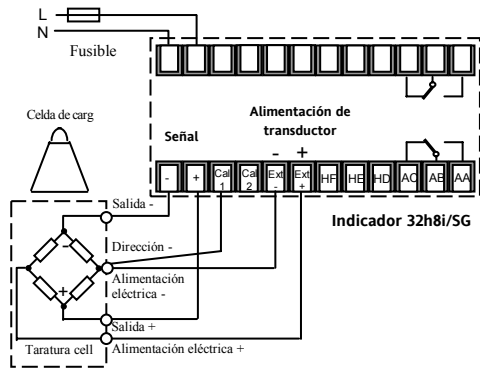 L
N
Fusible
Celda de carg
Señal
Alimentación de
transductor
- +
- + Cal 1 Cal 2 Ext - Ext + HF HE HD AC AB AA
Indicador 32h8i/SG
Salida -
Dirección -
Alimentación
eléctrica -
Salida +
Alimentación eléctrica +
-
+
Taratura cell